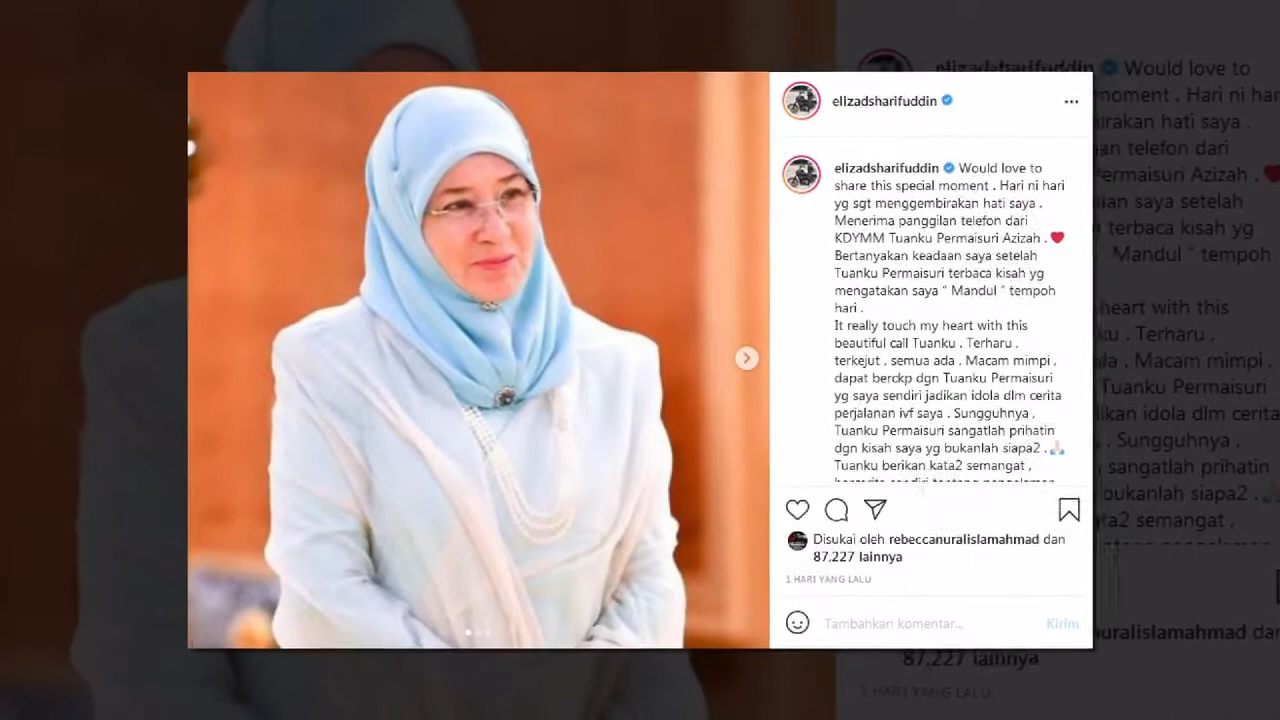 elizadsharifuddin
elizadsharifuddin Would love to
share this special moment . Hari ni hari
yg sgt menggembirakan hati saya .
Menerima panggilan telefon dari
KDYMM Tuanku Permaisuri Azizah . ❤️
Bertanyakan keadaan saya setelah
Tuanku Permaisuri terbaca kisah yg
mengatakan saya “ Mandul “ tempoh
hari .
It really touch my heart with this
beautiful call Tuanku . Terharu ,
terkejut , semua ada . Macam mimpi ,
dapat berckp dgn Tuanku Permaisuri
yg saya sendiri jadikan idola dlm cerita
perjalanan ivf saya . Sungguhnya ,
Tuanku Permaisuri sangatlah prihatin
dgn kisah saya yg bukanlah siapa2 . 🙏🏻
Tuanku berikan kata2 semangat ,
Disukai oleh rebeccanuralislamahmad dan
87,227 lainnya
1 HARI YANG LALU
Tambahkan komentar... Kirim